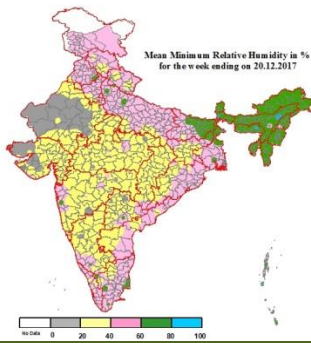 Mean Minimum Relative Humidity in %
for the week ending on 20.12.2017
No Data 0 20 40 60 80 100